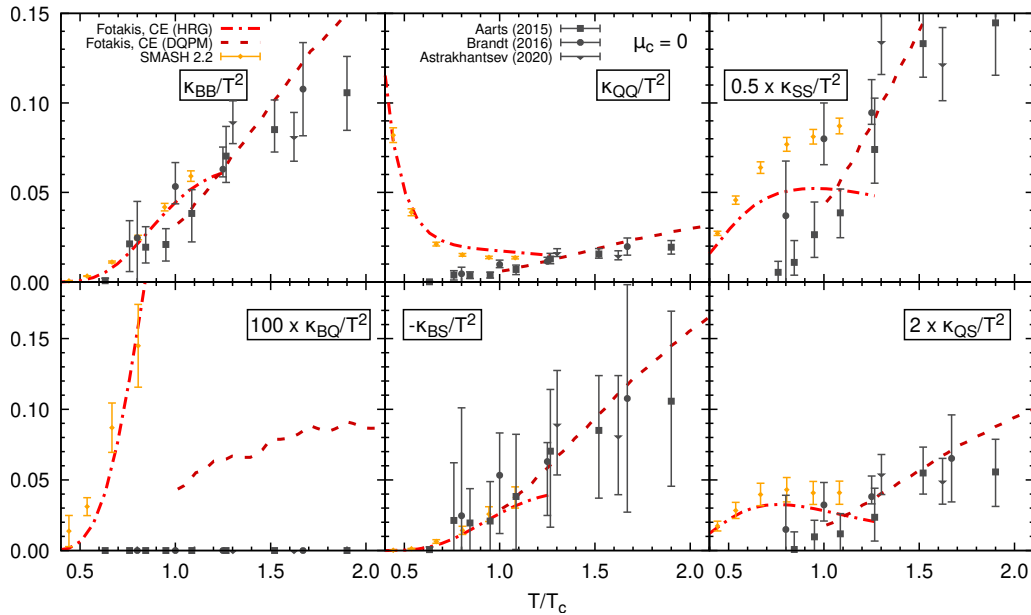 0.15
0.10
0.05
0.00
Fotakis, CE (HRG)
Fotakis, CE (DQPM)
SMASH 2.2
κBB/T²
Aarts (2015)
Brandt (2016)
Astrakhantsev (2020)
μc = 0
κQQ/T²
0.5 x κSS/T²
0.15
0.10
0.05
0.00
100 x κBQ/T²
-κBS/T²
2 x κQS/T²
0.5 1.0 1.5 2.0 0.5 1.0 1.5 2.0 0.5 1.0 1.5 2.0
T/Tc